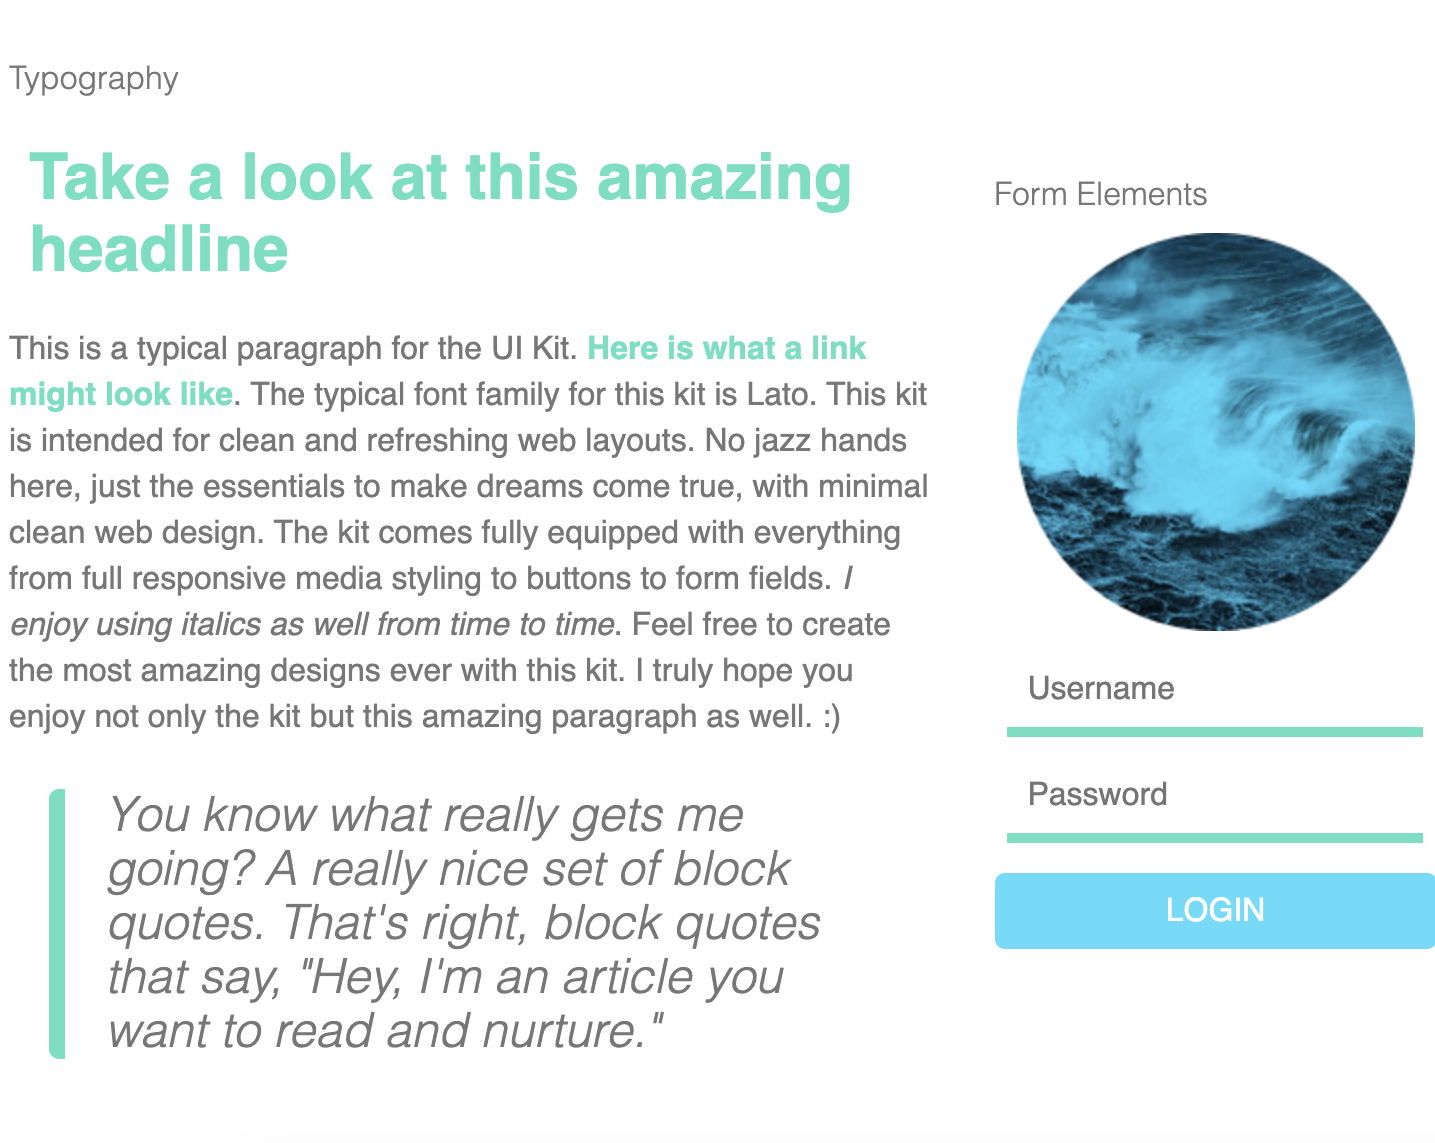 Typography
Take a look at this amazing
headline
This is a typical paragraph for the UI Kit. Here is what a link
might look like. The typical font family for this kit is Lato. This kit
is intended for clean and refreshing web layouts. No jazz hands
here, just the essentials to make dreams come true, with minimal
clean web design. The kit comes fully equipped with everything
from full responsive media styling to buttons to form fields. I
enjoy using italics as well from time to time. Feel free to create
the most amazing designs ever with this kit. I truly hope you
enjoy not only the kit but this amazing paragraph as well. :)
You know what really gets me
going? A really nice set of block
quotes. That's right, block quotes
that say, "Hey, I'm an article you
want to read and nurture."
Form Elements
Username
Password
LOGIN